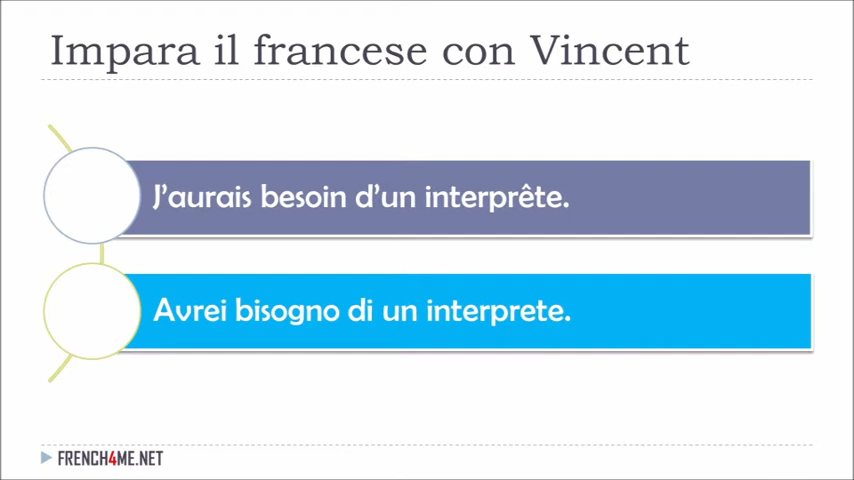 Impara il francese con Vincent
J'aurais besoin d'un interprête.
Avrei bisogno di un interprete.
FRENCH4ME.NET